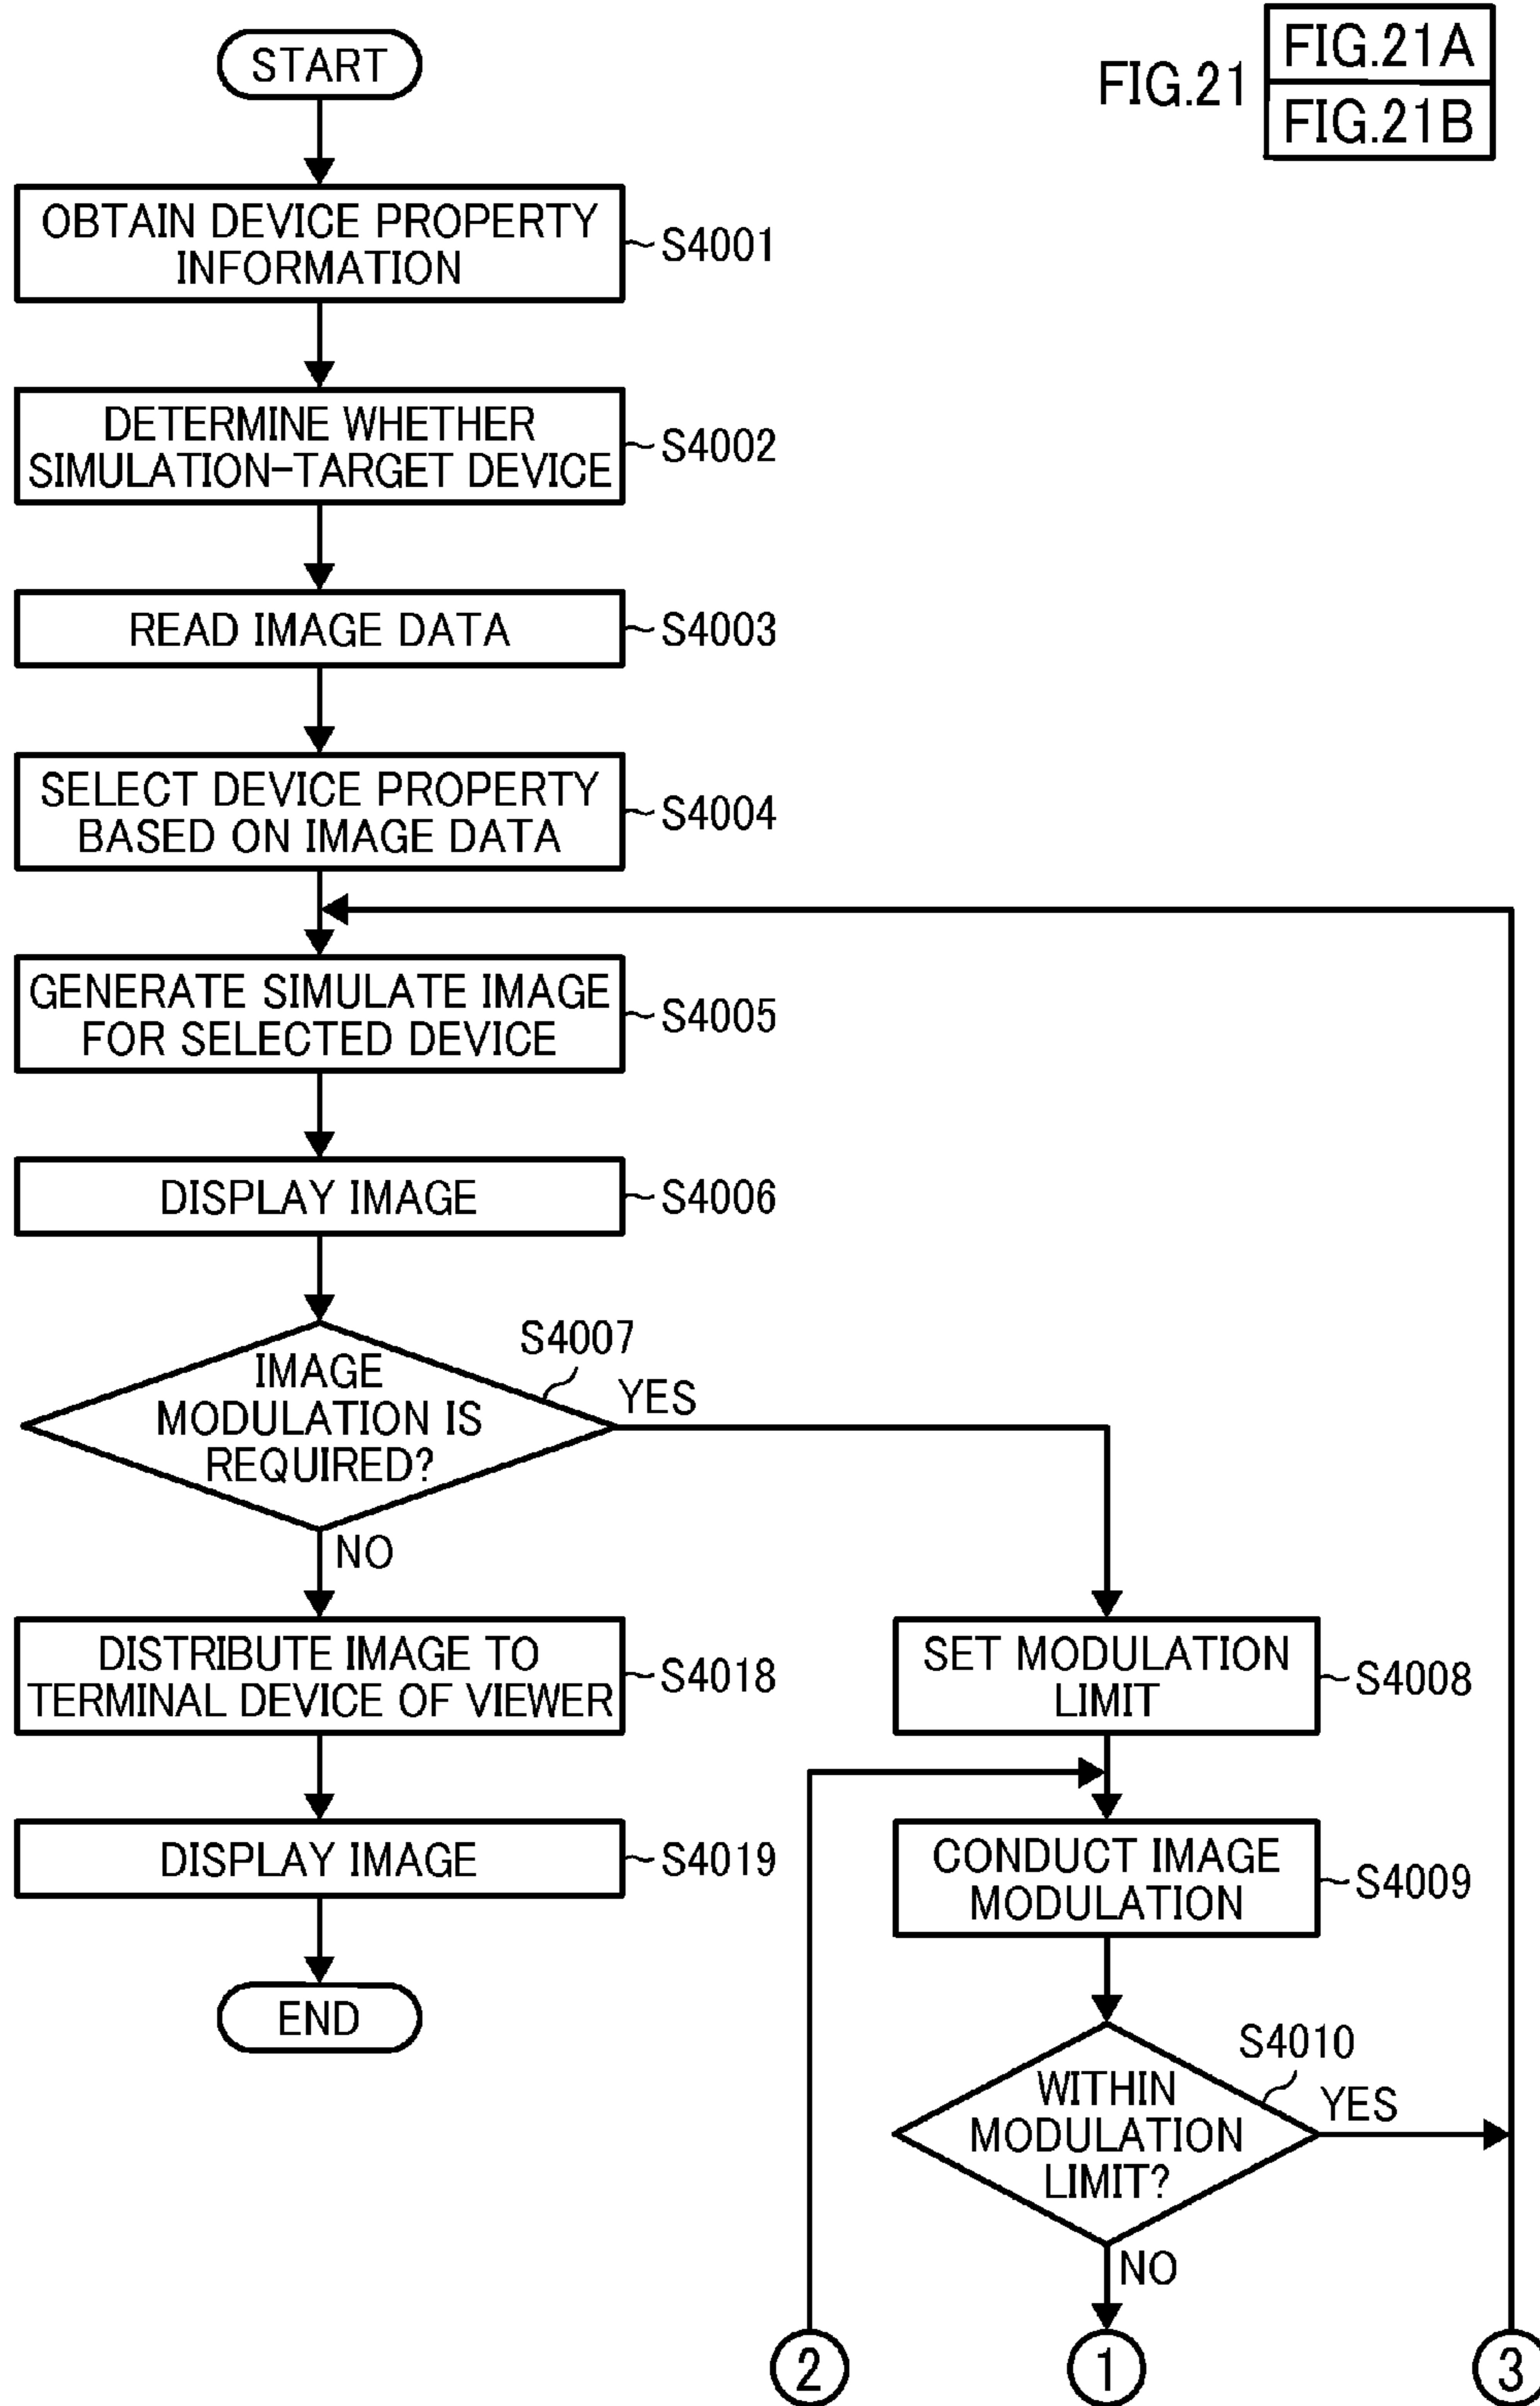 FIG.21
FIG.21A
FIG.21B
START
OBTAIN DEVICE PROPERTY
INFORMATION
S4001
DETERMINE WHETHER
SIMULATION-TARGET DEVICE
S4002
READ IMAGE DATA
S4003
SELECT DEVICE PROPERTY
BASED ON IMAGE DATA
S4004
GENERATE SIMULATE IMAGE
FOR SELECTED DEVICE
S4005
DISPLAY IMAGE
S4006
IMAGE
MODULATION IS
REQUIRED?
S4007
YES
NO
DISTRIBUTE IMAGE TO
TERMINAL DEVICE OF VIEWER
S4018
DISPLAY IMAGE
S4019
END
SET MODULATION
LIMIT
S4008
CONDUCT IMAGE
MODULATION
S4009
WITHIN
MODULATION
LIMIT?
S4010
YES
NO
2
1
3